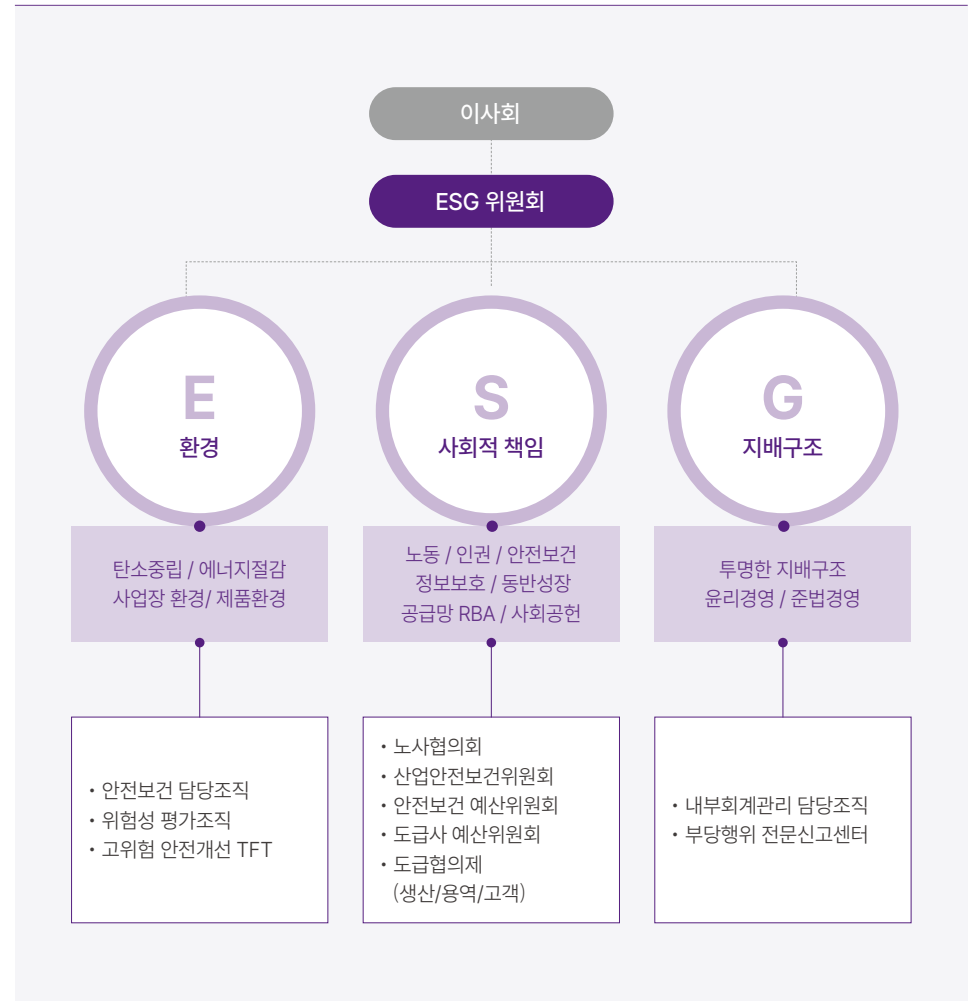 이사회
ESG 위원회
E
환경
탄소중립 / 에너지절감
사업장 환경/ 제품환경
• 안전보건 담당조직
• 위험성 평가조직
• 고위험 안전개선 TFT
S
사회적 책임
노동 / 인권 / 안전보건
정보보호 / 동반성장
공급망 RBA / 사회공헌
• 노사협의회
• 산업안전보건위원회
• 안전보건 예산위원회
• 도급사 예산위원회
• 도급협의제
(생산/용역/고객)
G
지배구조
투명한 지배구조
윤리경영 / 준법경영
• 내부회계관리 담당조직
• 부당행위 전문신고센터